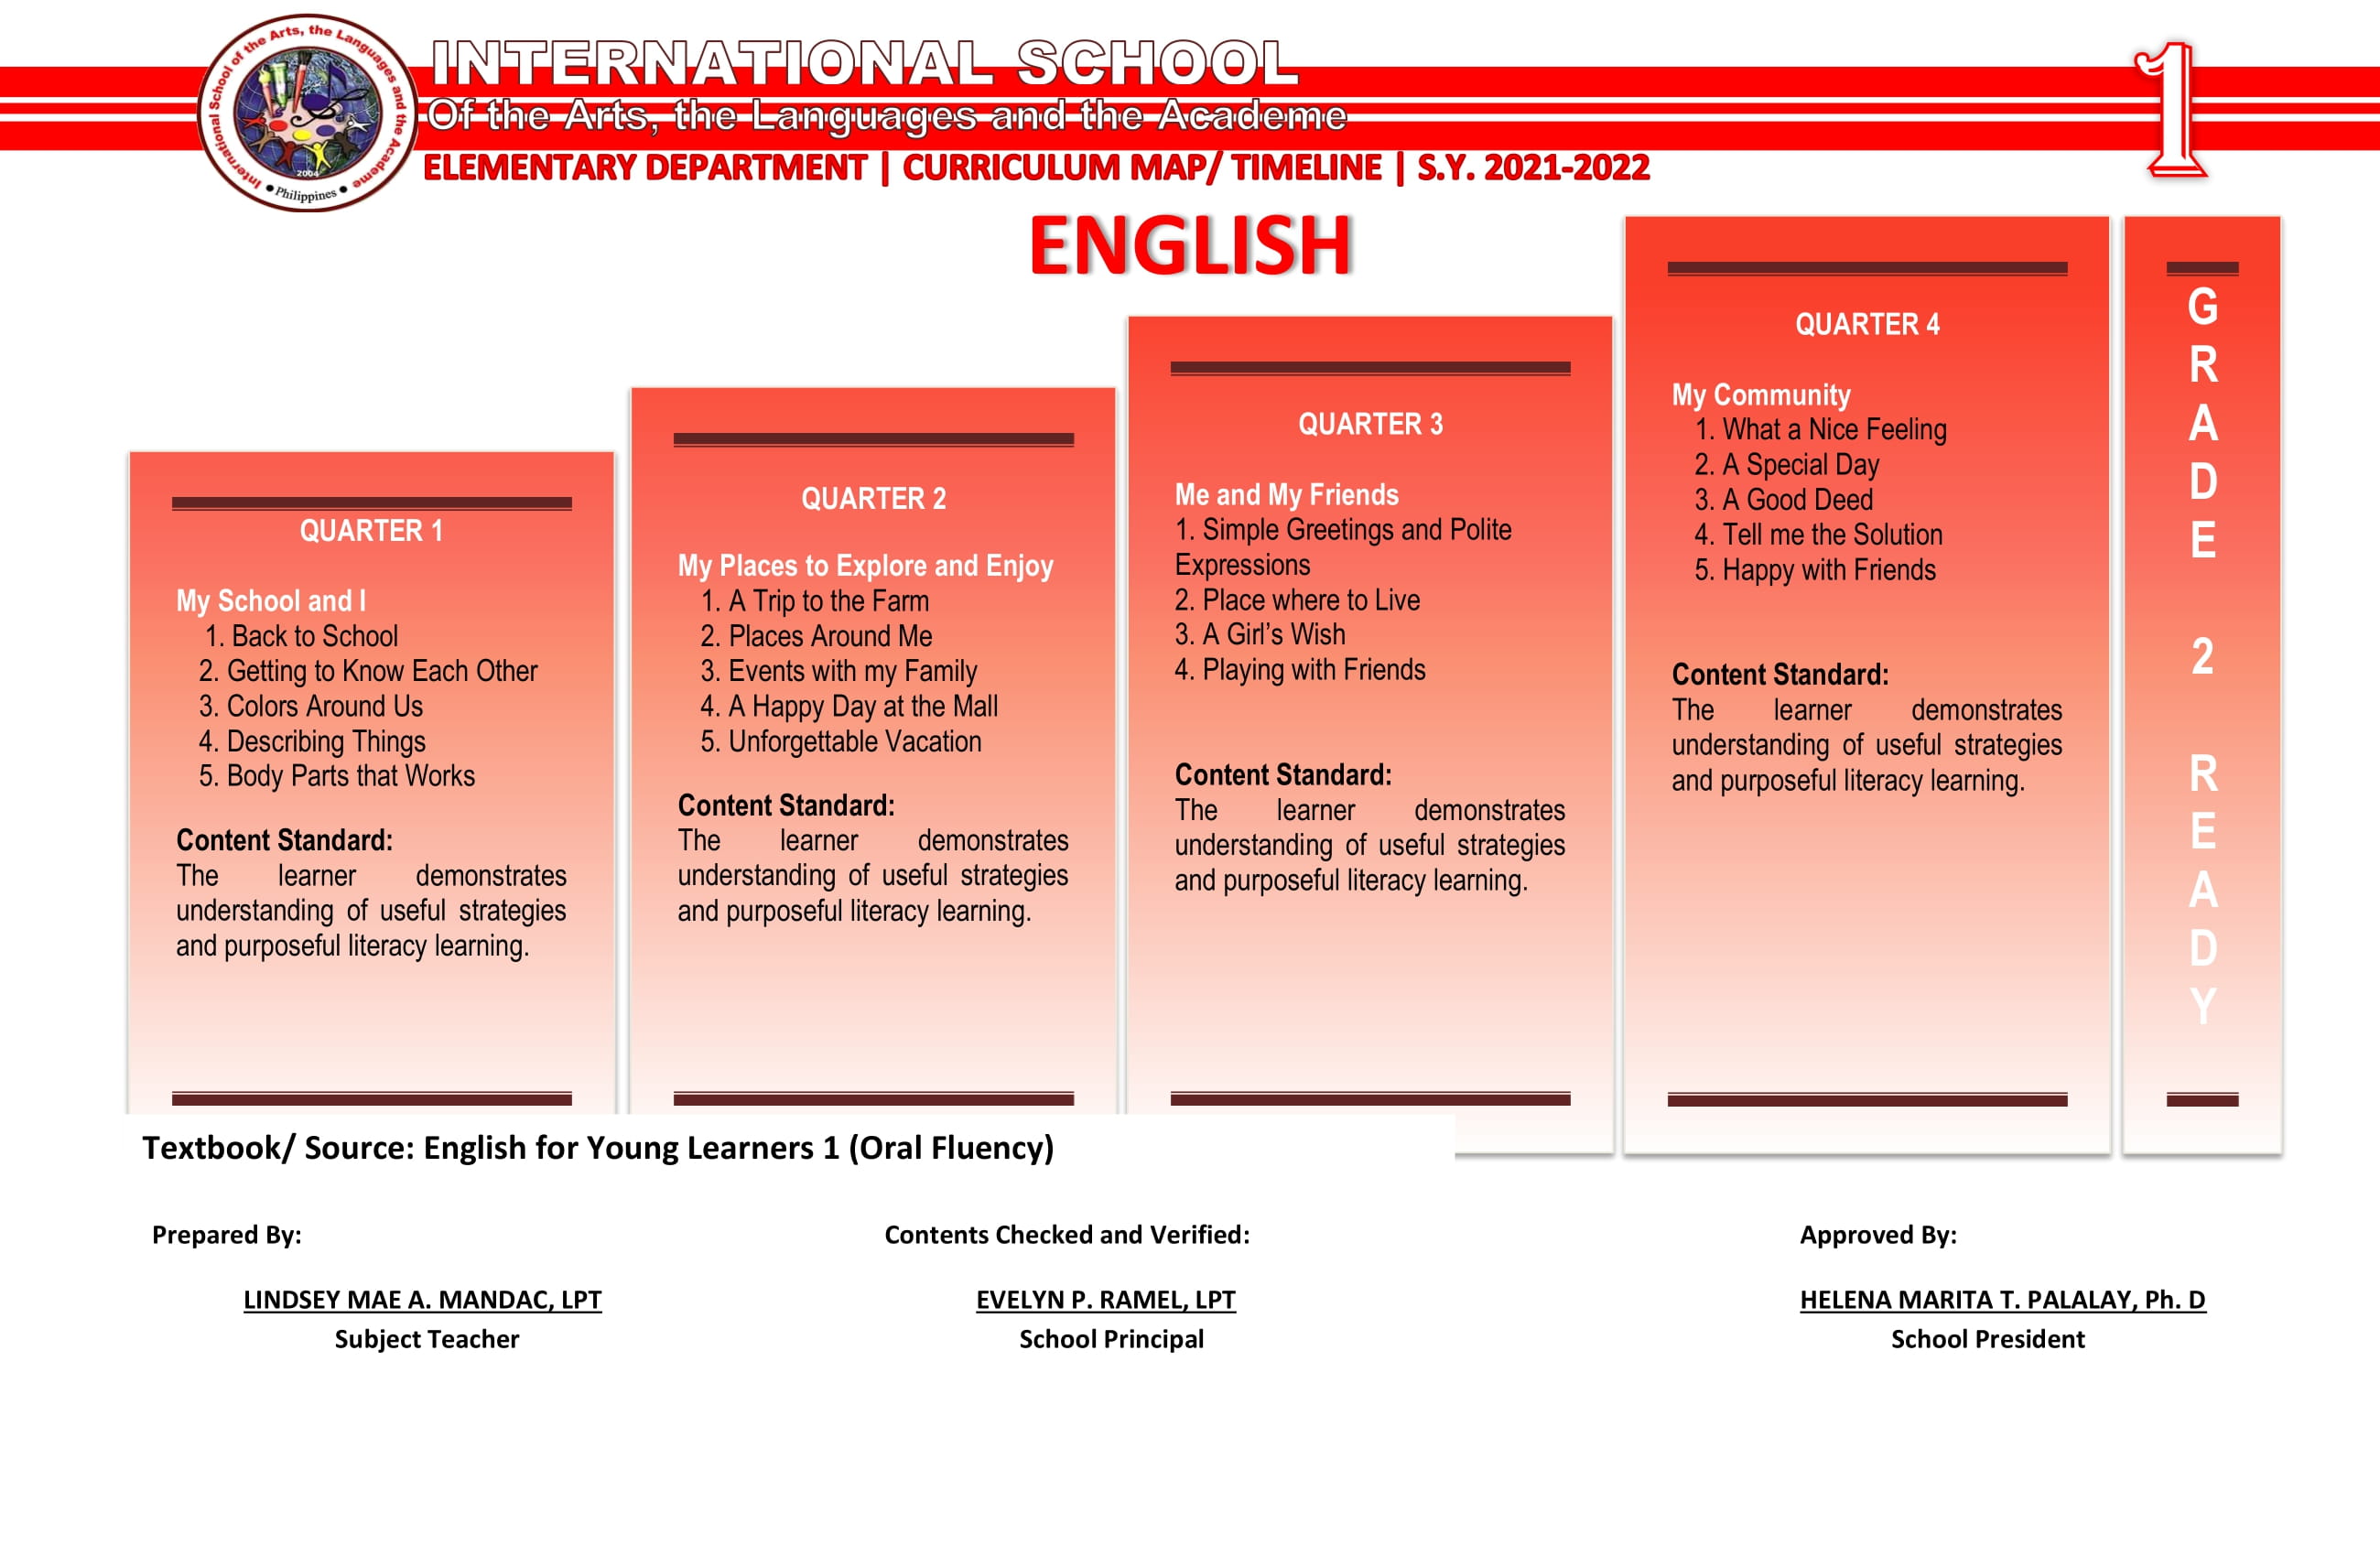 International School of the Arts, the Languages and the Academe
2004
Philippines
INTERNATIONAL SCHOOL
Of the Arts, the Languages and the Academe
ELEMENTARY DEPARTMENT | CURRICULUM MAP/ TIMELINE | S.Y. 2021-2022
1
ENGLISH
QUARTER 1
My School and I
1. Back to School
2. Getting to Know Each Other
3. Colors Around Us
4. Describing Things
5. Body Parts that Works
Content Standard:
The learner demonstrates
understanding of useful strategies
and purposeful literacy learning.
QUARTER 2
My Places to Explore and Enjoy
1. A Trip to the Farm
2. Places Around Me
3. Events with my Family
4. A Happy Day at the Mall
5. Unforgettable Vacation
Content Standard:
The learner demonstrates
understanding of useful strategies
and purposeful literacy learning.
QUARTER 3
Me and My Friends
1. Simple Greetings and Polite
Expressions
2. Place where to Live
3. A Girl’s Wish
4. Playing with Friends
Content Standard:
The learner demonstrates
understanding of useful strategies
and purposeful literacy learning.
QUARTER 4
My Community
1. What a Nice Feeling
2. A Special Day
3. A Good Deed
4. Tell me the Solution
5. Happy with Friends
Content Standard:
The learner demonstrates
understanding of useful strategies
and purposeful literacy learning.
G
R
A
D
E
2
R
E
A
D
Y
Textbook/ Source: English for Young Learners 1 (Oral Fluency)
Prepared By:
LINDSEY MAE A. MANDAC, LPT
Subject Teacher
Contents Checked and Verified:
EVELYN P. RAMEL, LPT
School Principal
Approved By:
HELENA MARITA T. PALALAY, Ph. D
School President